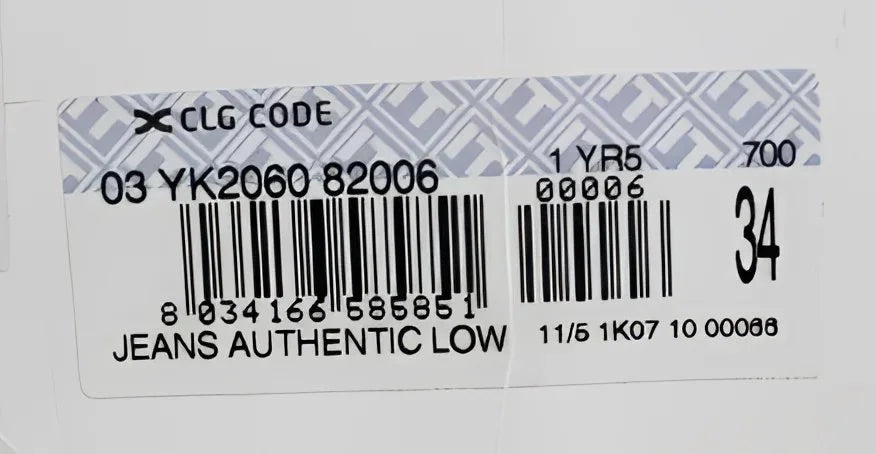 CLG CODE
03 YK2060 82006
1 YR5
700
00006
34
8 034166 585851
JEANS AUTHENTIC LOW
11/5 1K07 10 00066